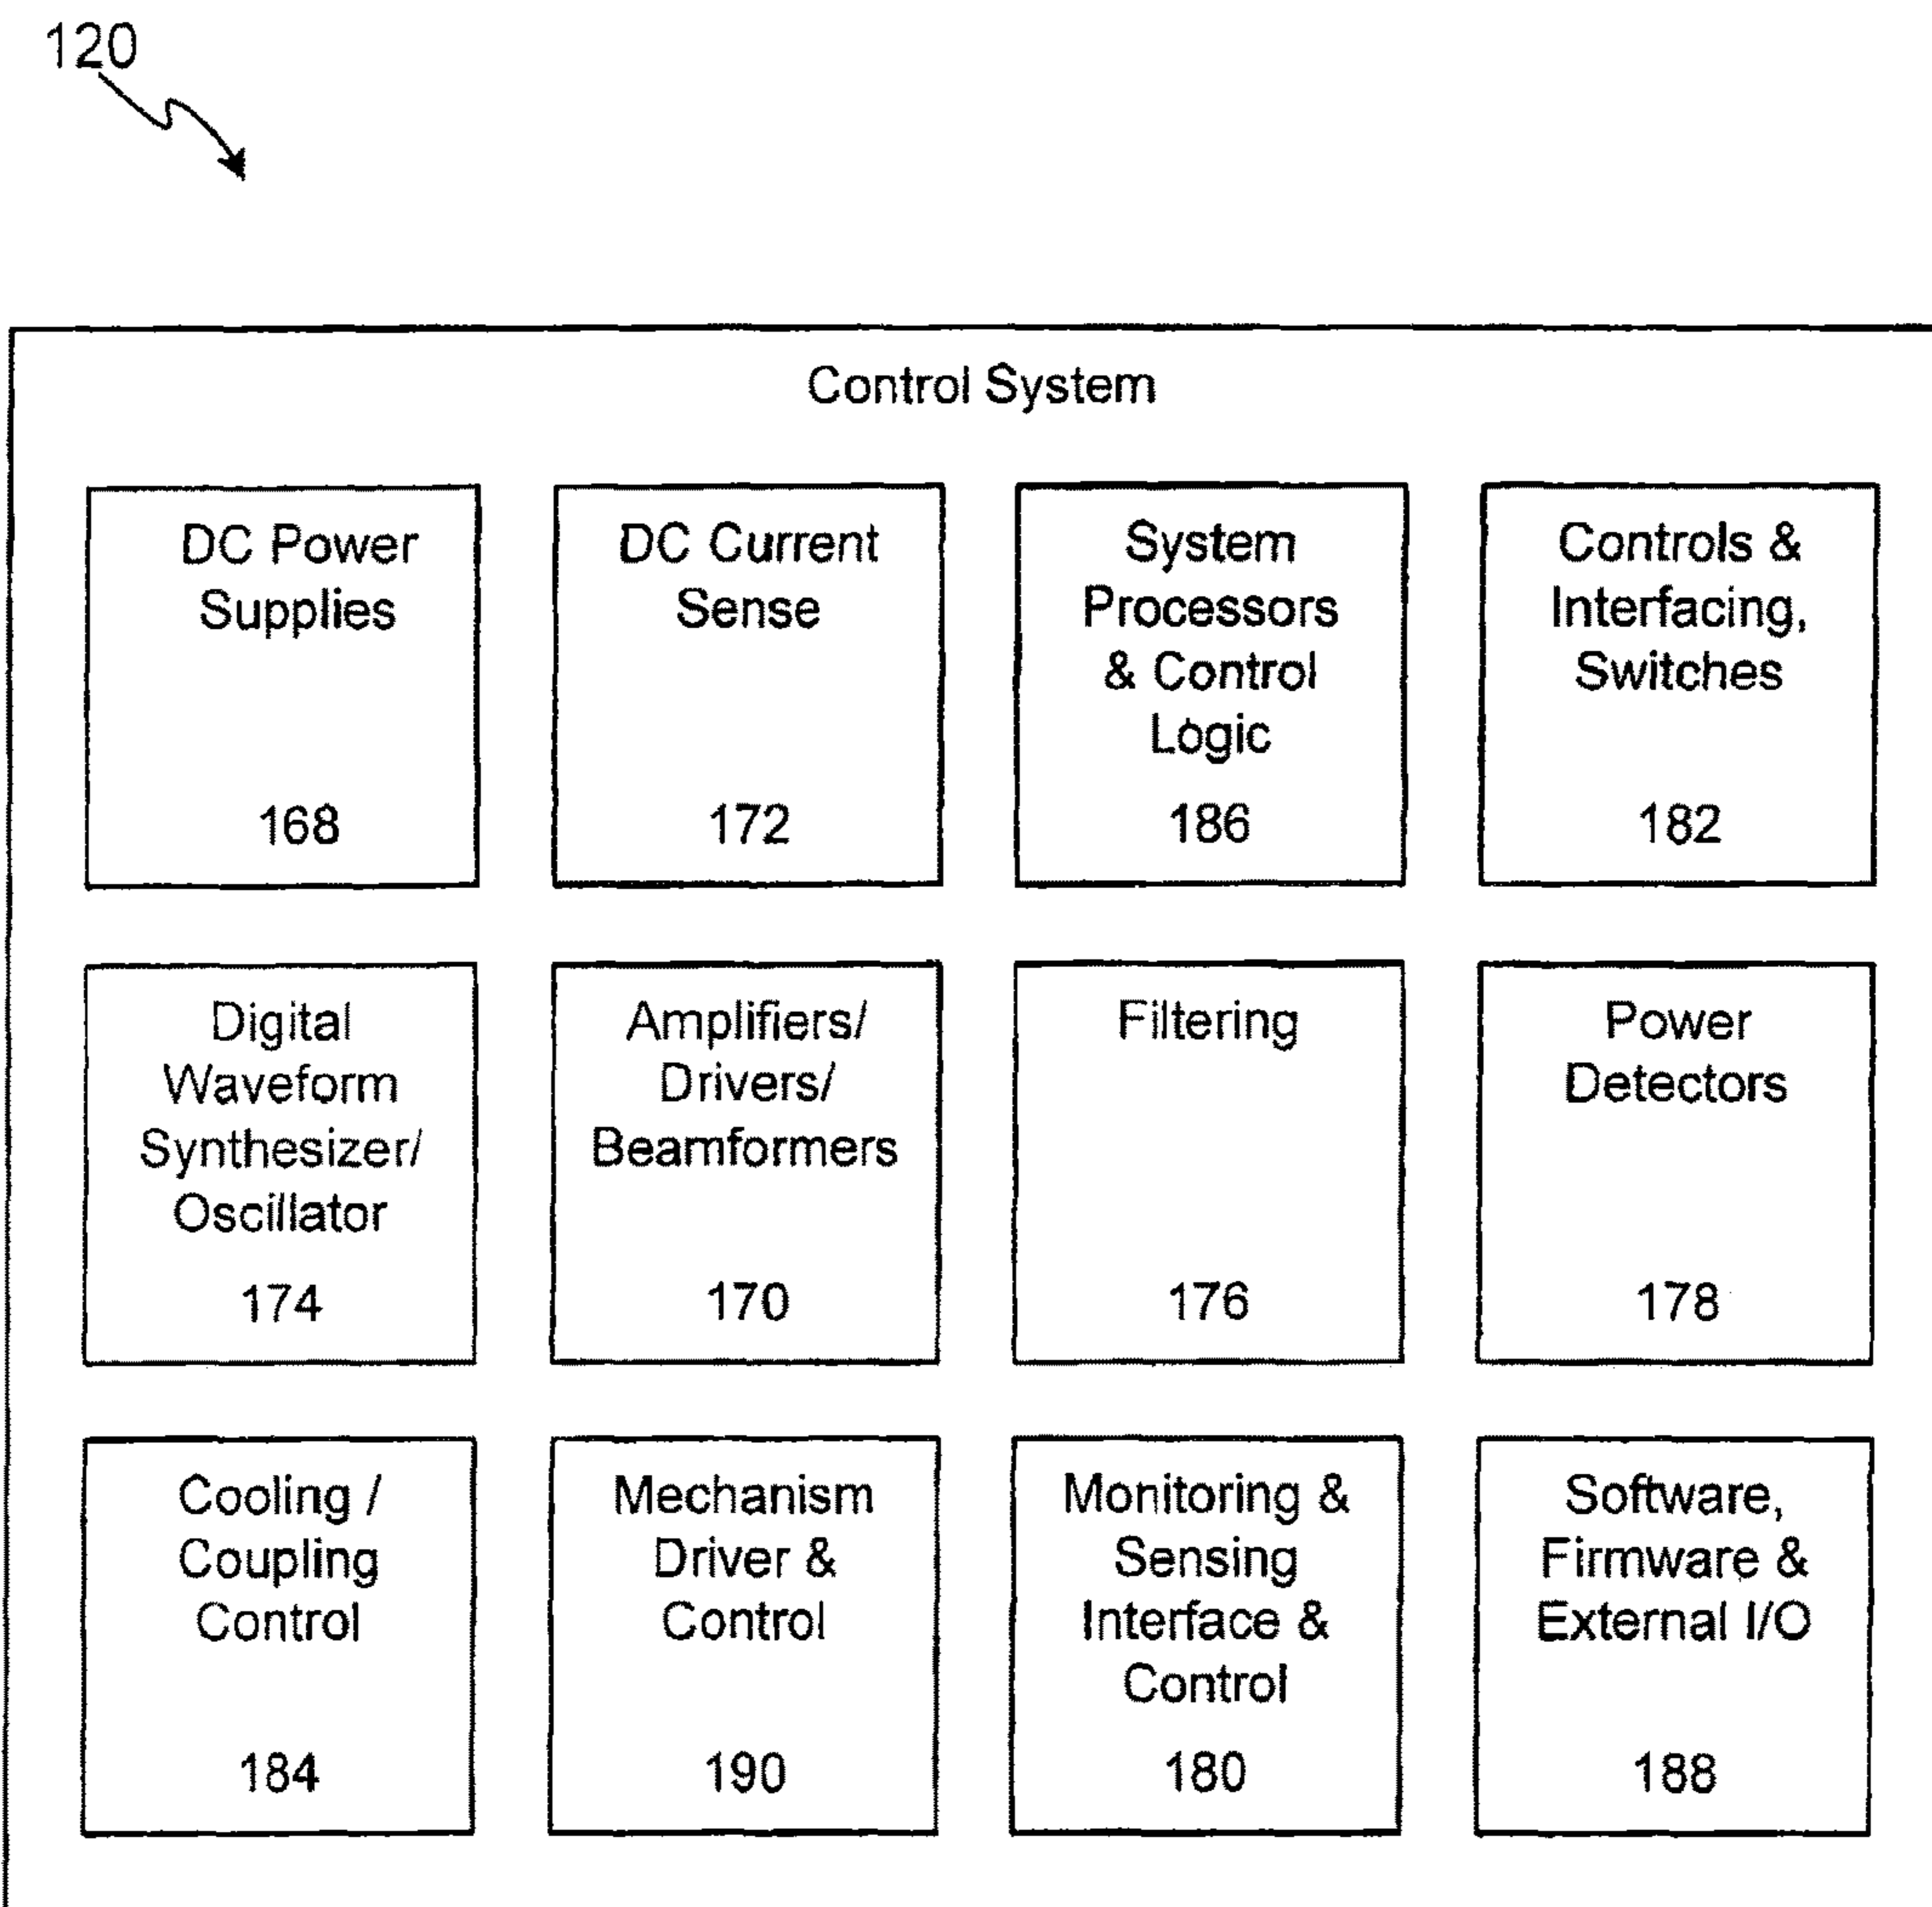 120
Control System
DC Power
Supplies
168
DC Current
Sense
172
System
Processors
& Control
Logic
186
Controls &
Interfacing,
Switches
182
Digital
Waveform
Synthesizer/
Oscillator
174
Amplifiers/
Drivers/
Beamformers
170
Filtering
176
Power
Detectors
178
Cooling /
Coupling
Control
184
Mechanism
Driver &
Control
190
Monitoring &
Sensing
Interface &
Control
180
Software,
Firmware &
External I/O
188